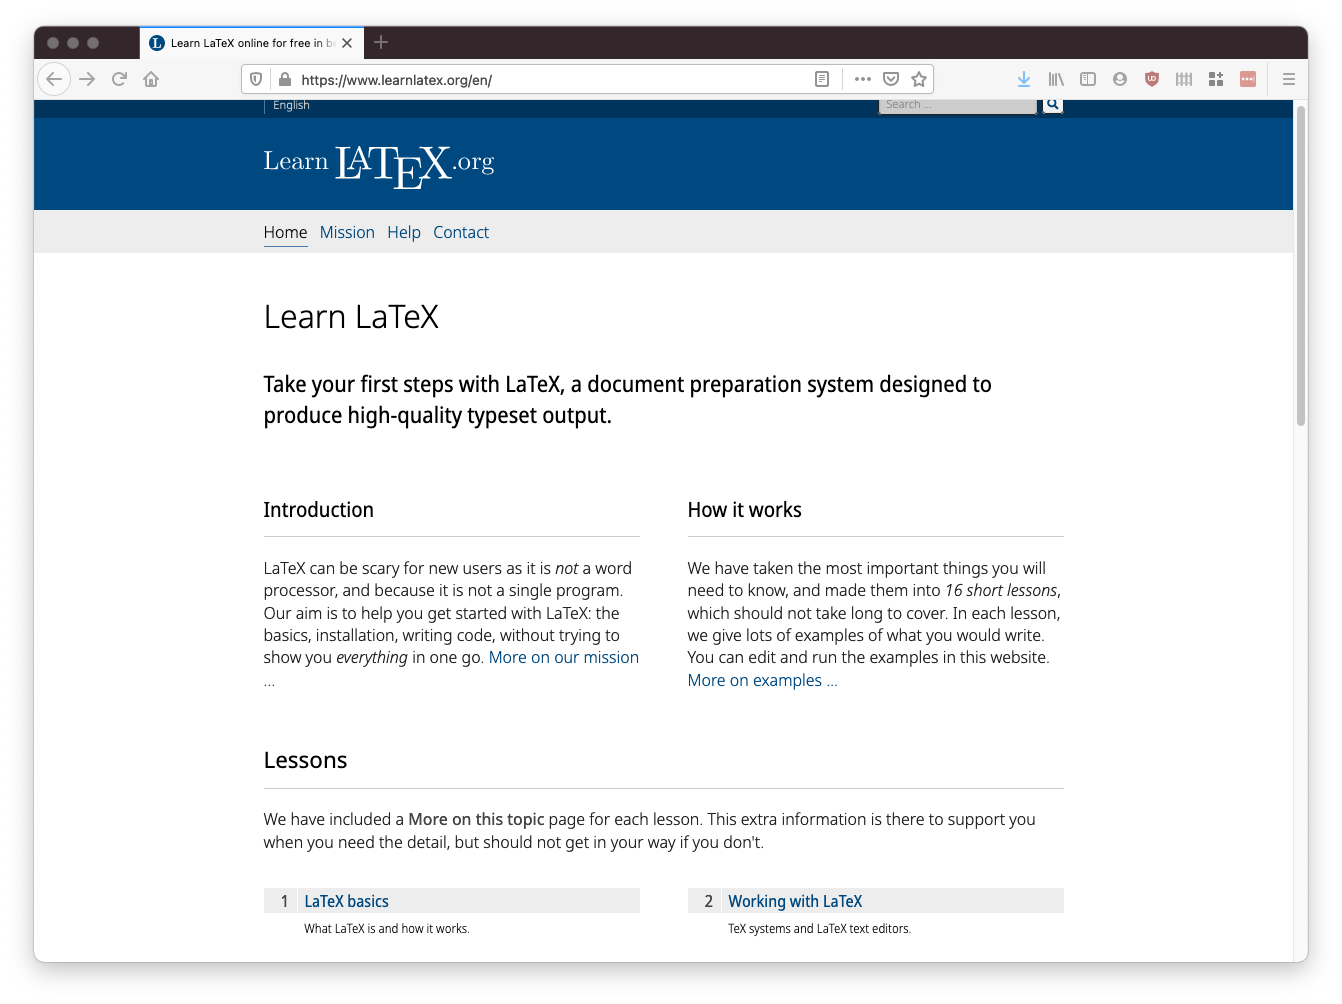 Learn LaTeX online for free in b
https://www.learnlatex.org/en/
English
Search ...
Learn LATEX.org
Home Mission Help Contact
Learn LaTeX
Take your first steps with LaTeX, a document preparation system designed to
produce high-quality typeset output.
Introduction
LaTeX can be scary for new users as it is not a word
processor, and because it is not a single program.
Our aim is to help you get started with LaTeX: the
basics, installation, writing code, without trying to
show you everything in one go. More on our mission
...
How it works
We have taken the most important things you will
need to know, and made them into 16 short lessons,
which should not take long to cover. In each lesson,
we give lots of examples of what you would write.
You can edit and run the examples in this website.
More on examples ...
Lessons
We have included a More on this topic page for each lesson. This extra information is there to support you
when you need the detail, but should not get in your way if you don't.
1 LaTeX basics
What LaTeX is and how it works.
2 Working with LaTeX
TeX systems and LaTeX text editors.